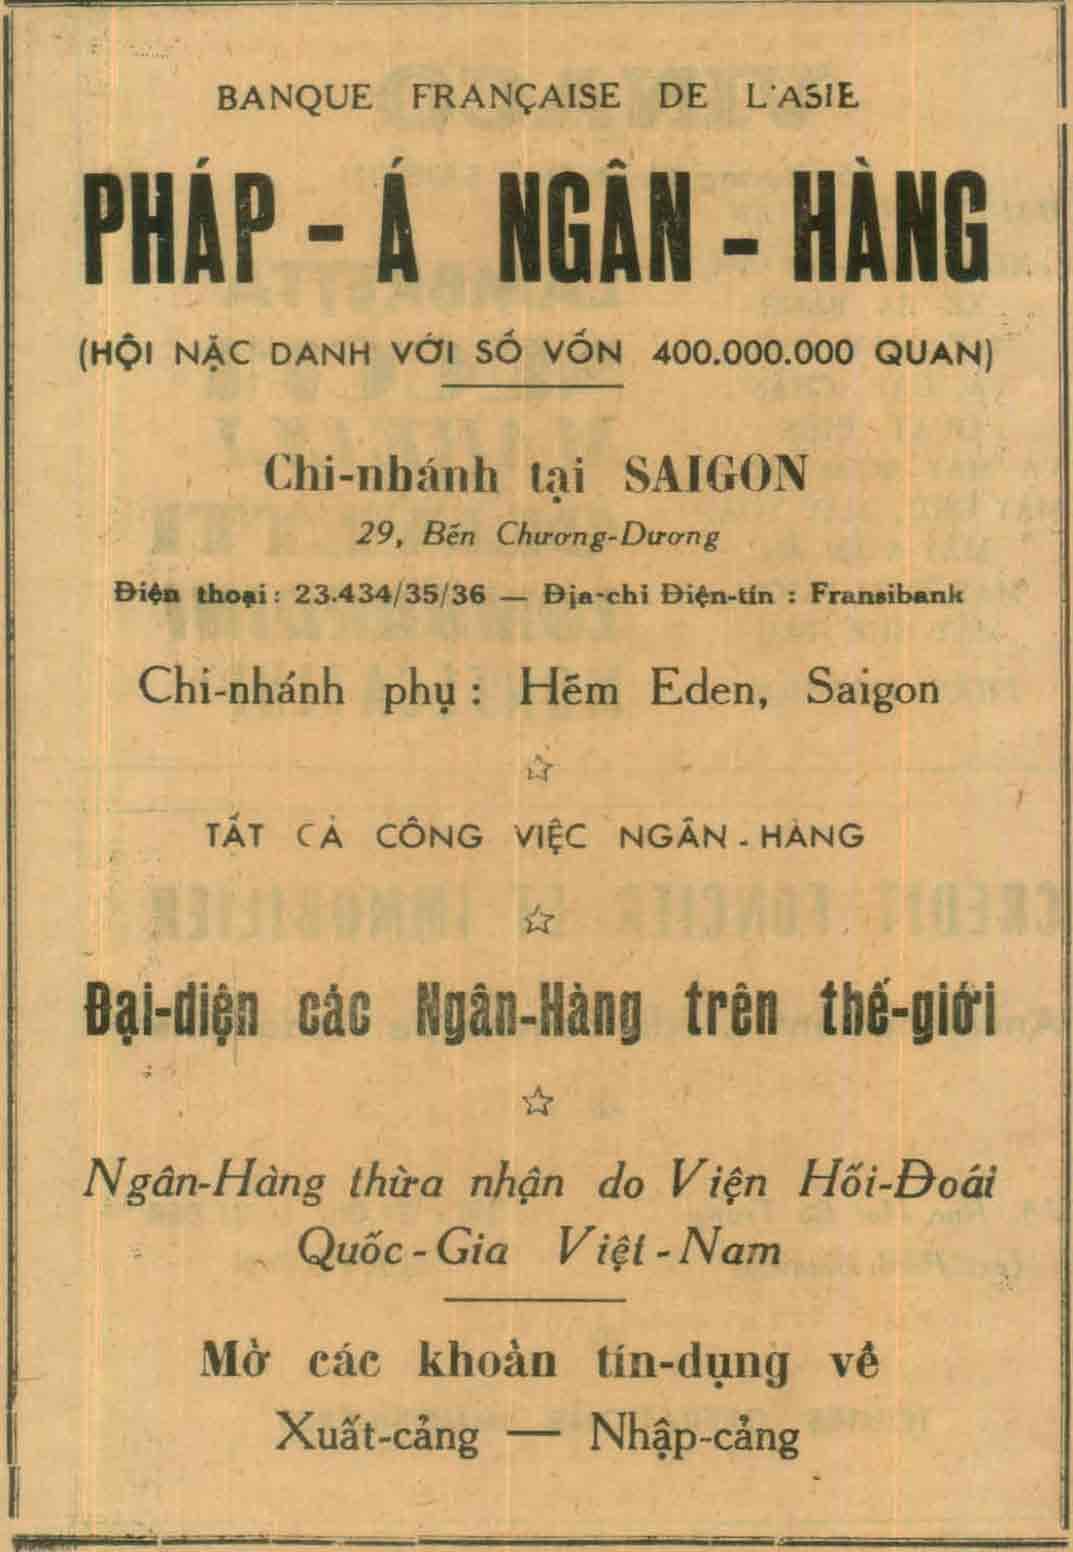 BANQUE FRANÇAISE DE L'ASIE
PHÁP - Á NGÂN - HÀNG
(HỘI NẶC DANH VỚI SỐ VỐN 400.000.000 QUAN)
Chi-nhánh tại SAIGON
29, Bến Chương-Dương
Điện thoại : 23.434/35/36 — Địa-chỉ Điện-tín : Fransibank
Chi-nhánh phụ : Hẽm Eden, Saigon
☆
TẤT CẢ CÔNG VIỆC NGÂN - HÀNG
☆
Đại-diện các Ngân-Hàng trên thế-giới
☆
Ngân-Hàng thừa nhận do Viện Hối-Đoái
Quốc - Gia Việt - Nam
Mở các khoản tín-dụng về
Xuất-cảng — Nhập-cảng